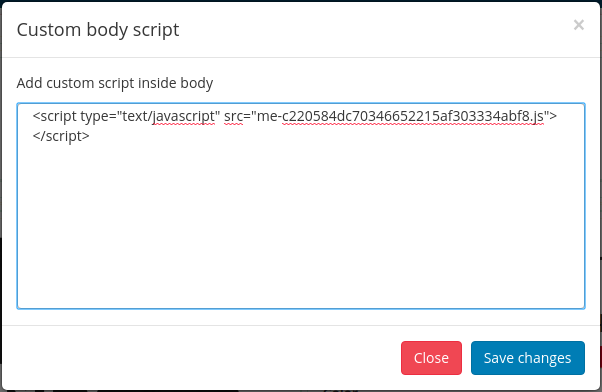 Custom body script
×
Add custom script inside body
<script type="text/javascript" src="me-c220584dc70346652215af303334abf8.js">
</script>
Close
Save changes